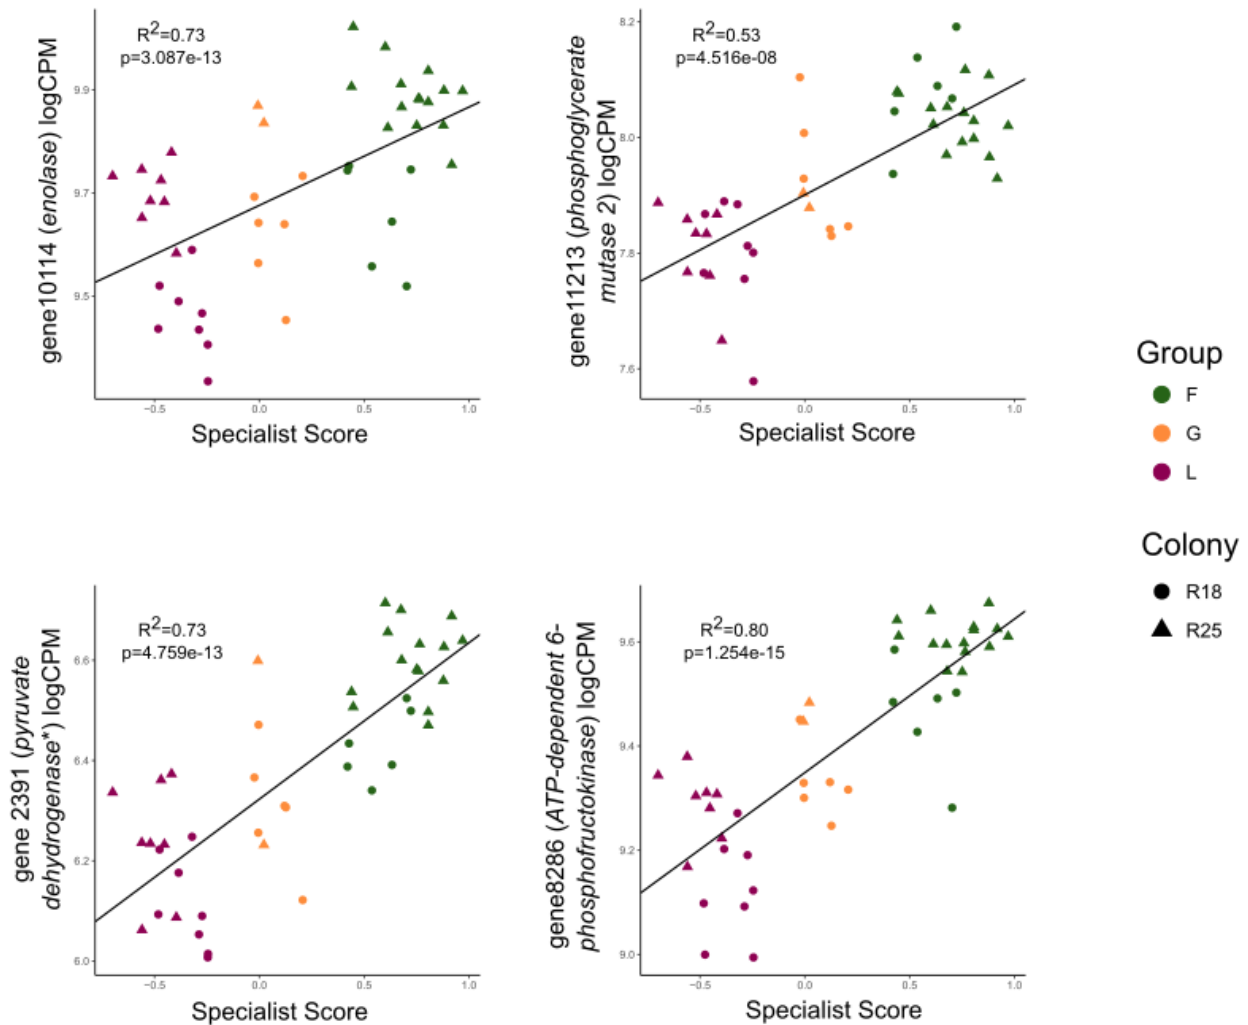 gene10114 (enolase) logCPM
R²=0.73
p=3.087e-13
9.9
9.7
9.5
−0.5
0.0
0.5
1.0
Specialist Score
gene11213 (phosphoglycerate
mutase 2) logCPM
R²=0.53
p=4.516e-08
8.2
8.0
7.8
7.6
−0.5
0.0
0.5
1.0
Specialist Score
Group
F
G
L
Colony
R18
R25
gene 2391 (pyruvate
dehydrogenase*) logCPM
R²=0.73
p=4.759e-13
6.6
6.4
6.2
6.0
−0.5
0.0
0.5
1.0
Specialist Score
gene8286 (ATP-dependent 6-
phosphofructokinase) logCPM
R²=0.80
p=1.254e-15
9.6
9.4
9.2
9.0
−0.5
0.0
0.5
1.0
Specialist Score